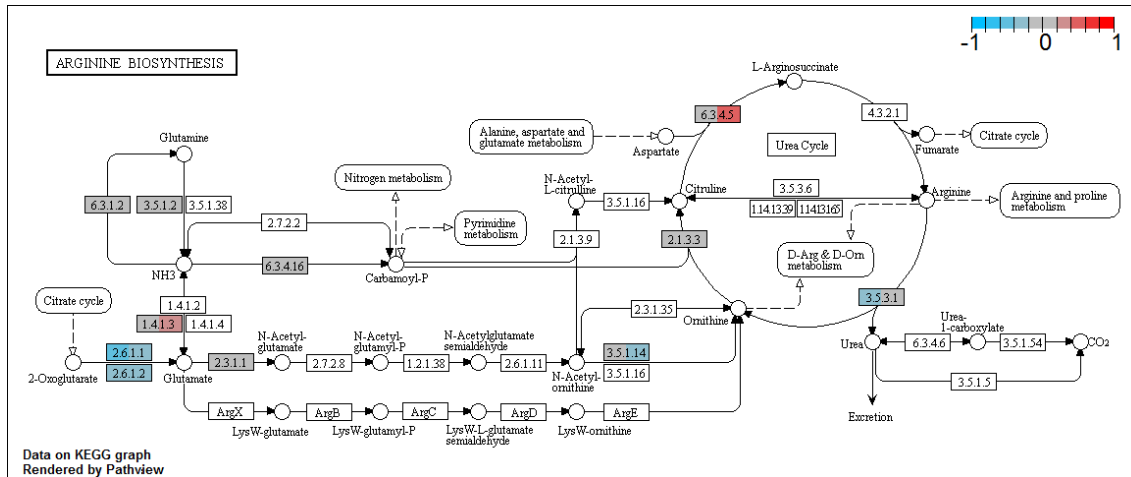 -1 0 1
ARGININE BIOSYNTHESIS
L-Arginosuccinate
6.3.4.5
4.3.2.1
Alanine, aspartate and
glutamate metabolism
Aspartate
Urea Cycle
Fumarate
Citrate cycle
Glutamine
Nitrogen metabolism
N-Acetyl-
L-citrulline
Citruline
3.5.3.6
Arginine
Arginine and proline
metabolism
6.3.1.2
3.5.1.2
3.5.1.38
3.5.1.16
1.14.13.39
1.14.13.165
2.7.2.2
Pyrimidine
metabolism
2.1.3.9
2.1.3.3
D-Arg & D-Orn
metabolism
NH3
6.3.4.16
Carbamoyl-P
Citrate cycle
1.4.1.2
1.4.1.3
1.4.1.4
2.3.1.35
Ornithine
3.5.3.1
N-Acetyl-
glutamate
N-Acetyl-
glutamyl-P
N-Acetylglutamate
semialdehyde
Urea-
1-carboxylate
2.6.1.1
2.6.1.2
2-Oxoglutarate
Glutamate
2.3.1.1
2.7.2.8
1.2.1.38
2.6.1.11
N-Acetyl-
ornithine
3.5.1.14
3.5.1.16
Urea
6.3.4.6
3.5.1.54
CO2
3.5.1.5
ArgX
ArgB
ArgC
ArgD
ArgE
LysW-glutamate
LysW-glutamyl-P
LysW-L-glutamate
semialdehyde
LysW-ornithine
Excretion
Data on KEGG graph
Rendered by Pathview